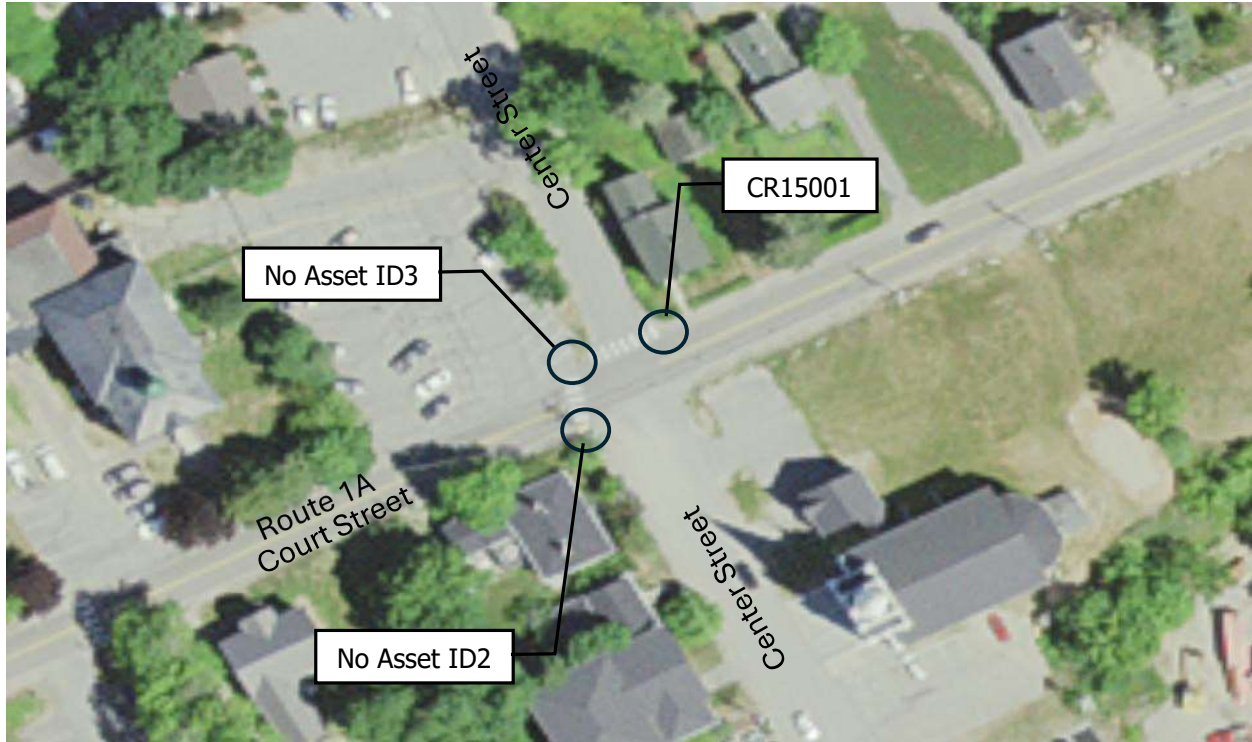 Center Street
CR15001
No Asset ID3
Route 1A
Court Street
Center Street
No Asset ID2